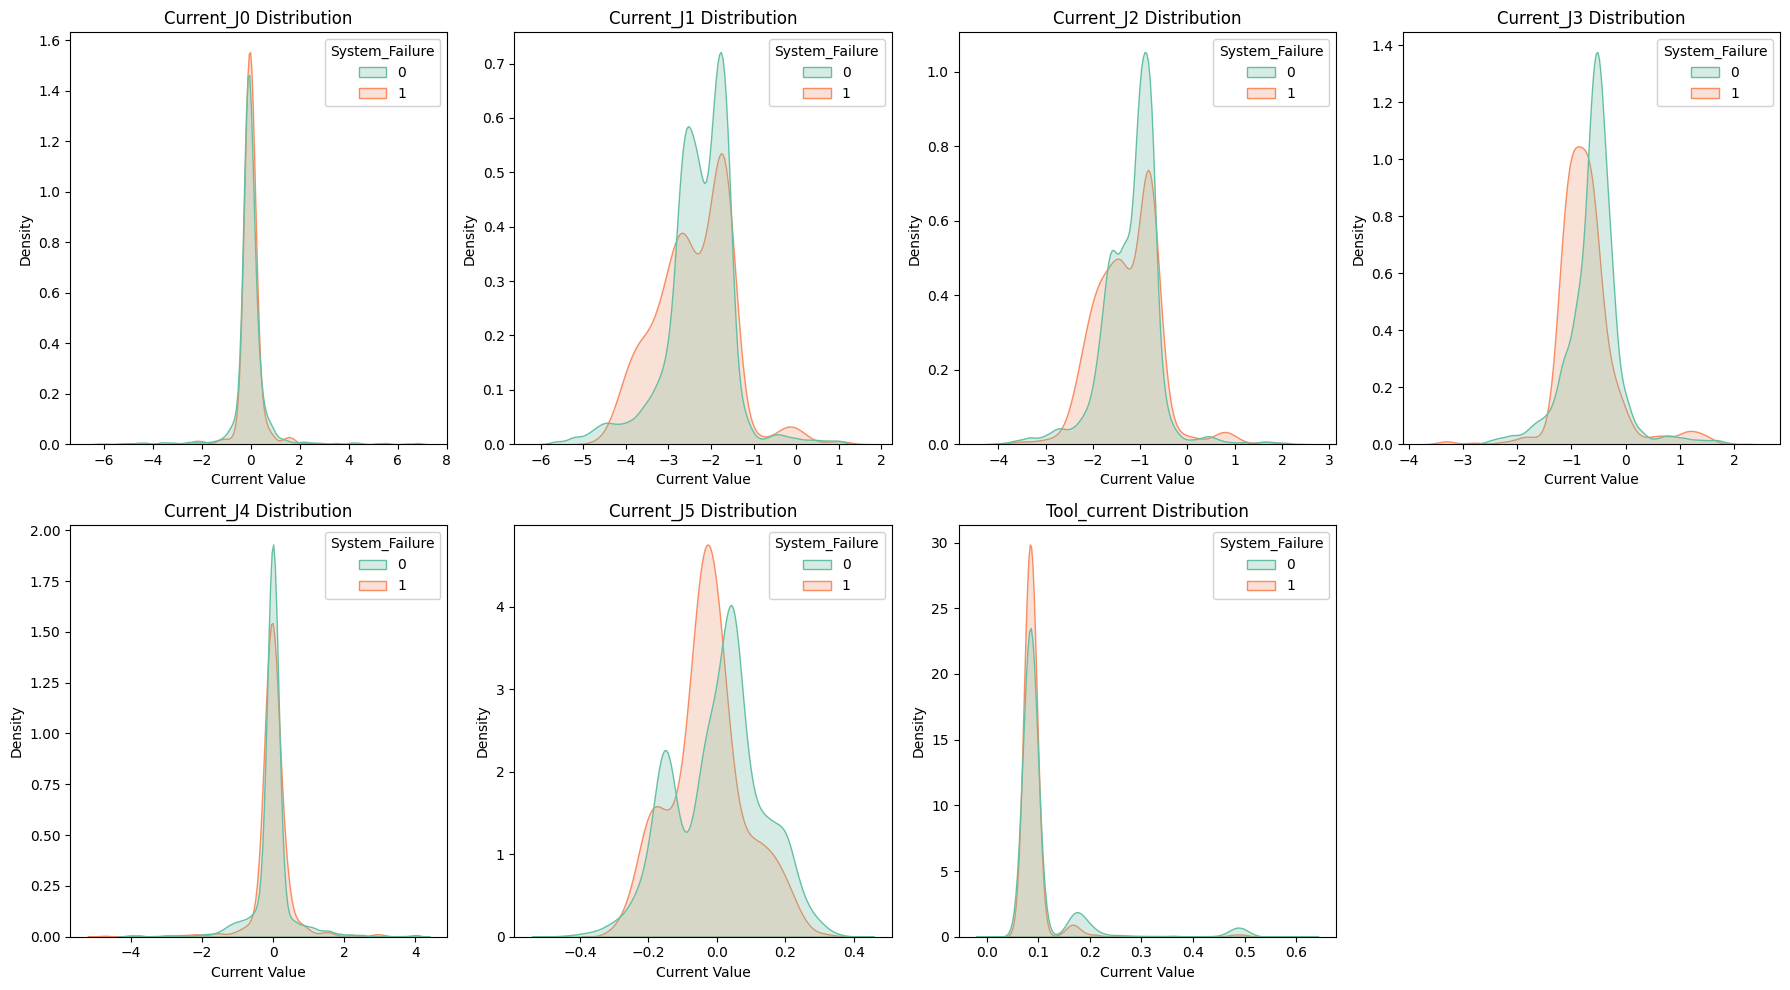 Current_J0 Distribution
System_Failure
0
1
Density
1.6
1.4
1.2
1.0
0.8
0.6
0.4
0.2
0.0
−6 −4 −2 0 2 4 6 8
Current Value
Current_J1 Distribution
System_Failure
0
1
Density
0.7
0.6
0.5
0.4
0.3
0.2
0.1
0.0
−6 −5 −4 −3 −2 −1 0 1 2
Current Value
Current_J2 Distribution
System_Failure
0
1
Density
1.0
0.8
0.6
0.4
0.2
0.0
−4 −3 −2 −1 0 1 2 3
Current Value
Current_J3 Distribution
System_Failure
0
1
Density
1.4
1.2
1.0
0.8
0.6
0.4
0.2
0.0
−4 −3 −2 −1 0 1 2
Current Value
Current_J4 Distribution
System_Failure
0
1
Density
2.00
1.75
1.50
1.25
1.00
0.75
0.50
0.25
0.00
−4 −2 0 2 4
Current Value
Current_J5 Distribution
System_Failure
0
1
Density
4
3
2
1
0
−0.4 −0.2 0.0 0.2 0.4
Current Value
Tool_current Distribution
System_Failure
0
1
Density
30
25
20
15
10
5
0
0.0 0.1 0.2 0.3 0.4 0.5 0.6
Current Value